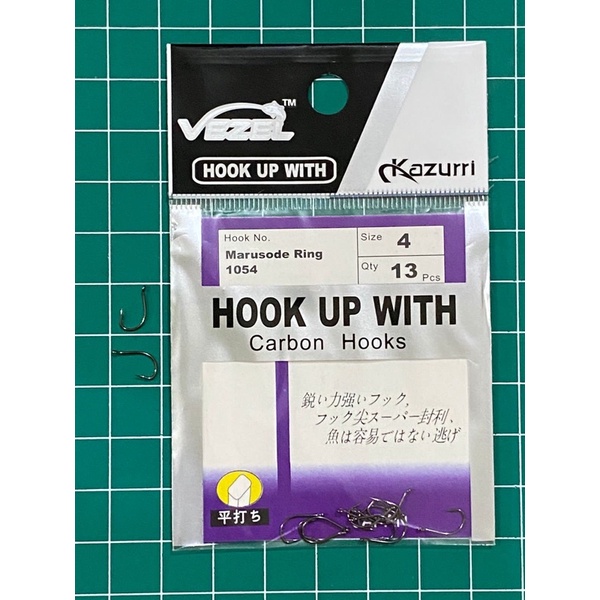 VEZEL™
HOOK UP WITH
Kazurri
Hook No.
Marusode Ring
1054
Size 4
Qty 13 Pcs
HOOK UP WITH
Carbon Hooks
鋭い力強いフック,
フック尖スーパー封利、
魚は容易ではない逃げ
平打ち